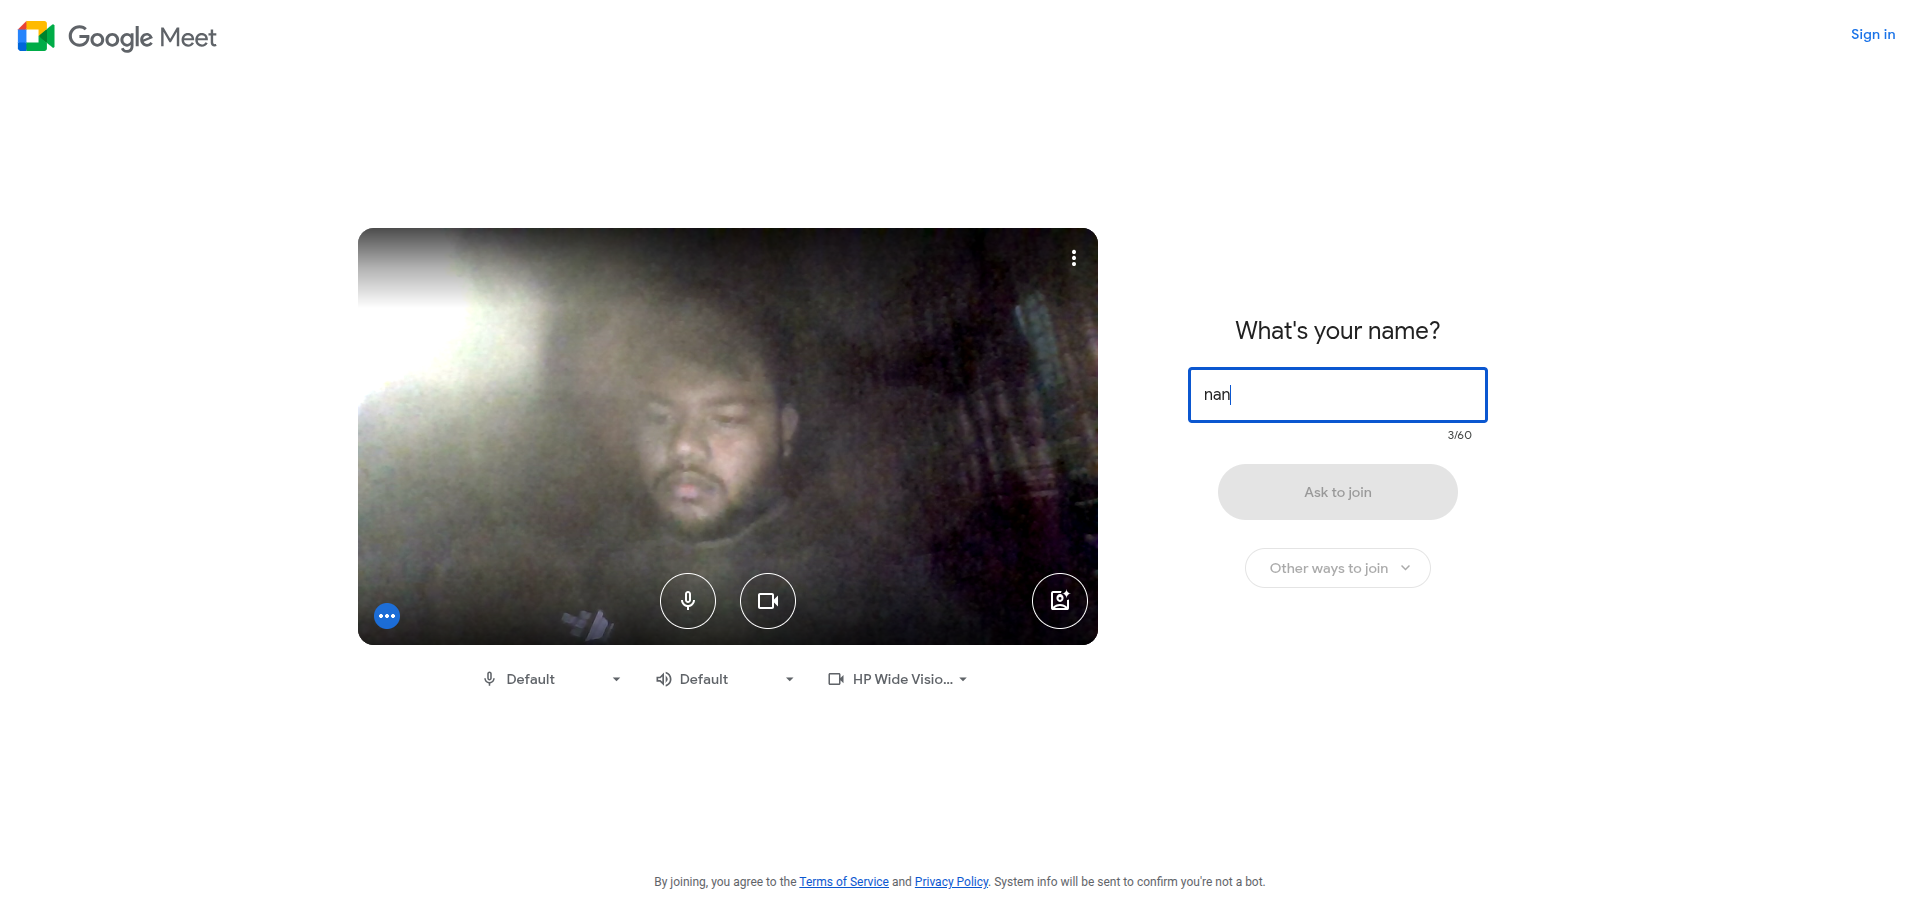 Google Meet
Sign in
What's your name?
nan
3/60
Ask to join
Other ways to join
Default
Default
HP Wide Visio...
By joining, you agree to the Terms of Service and Privacy Policy. System info will be sent to confirm you're not a bot.